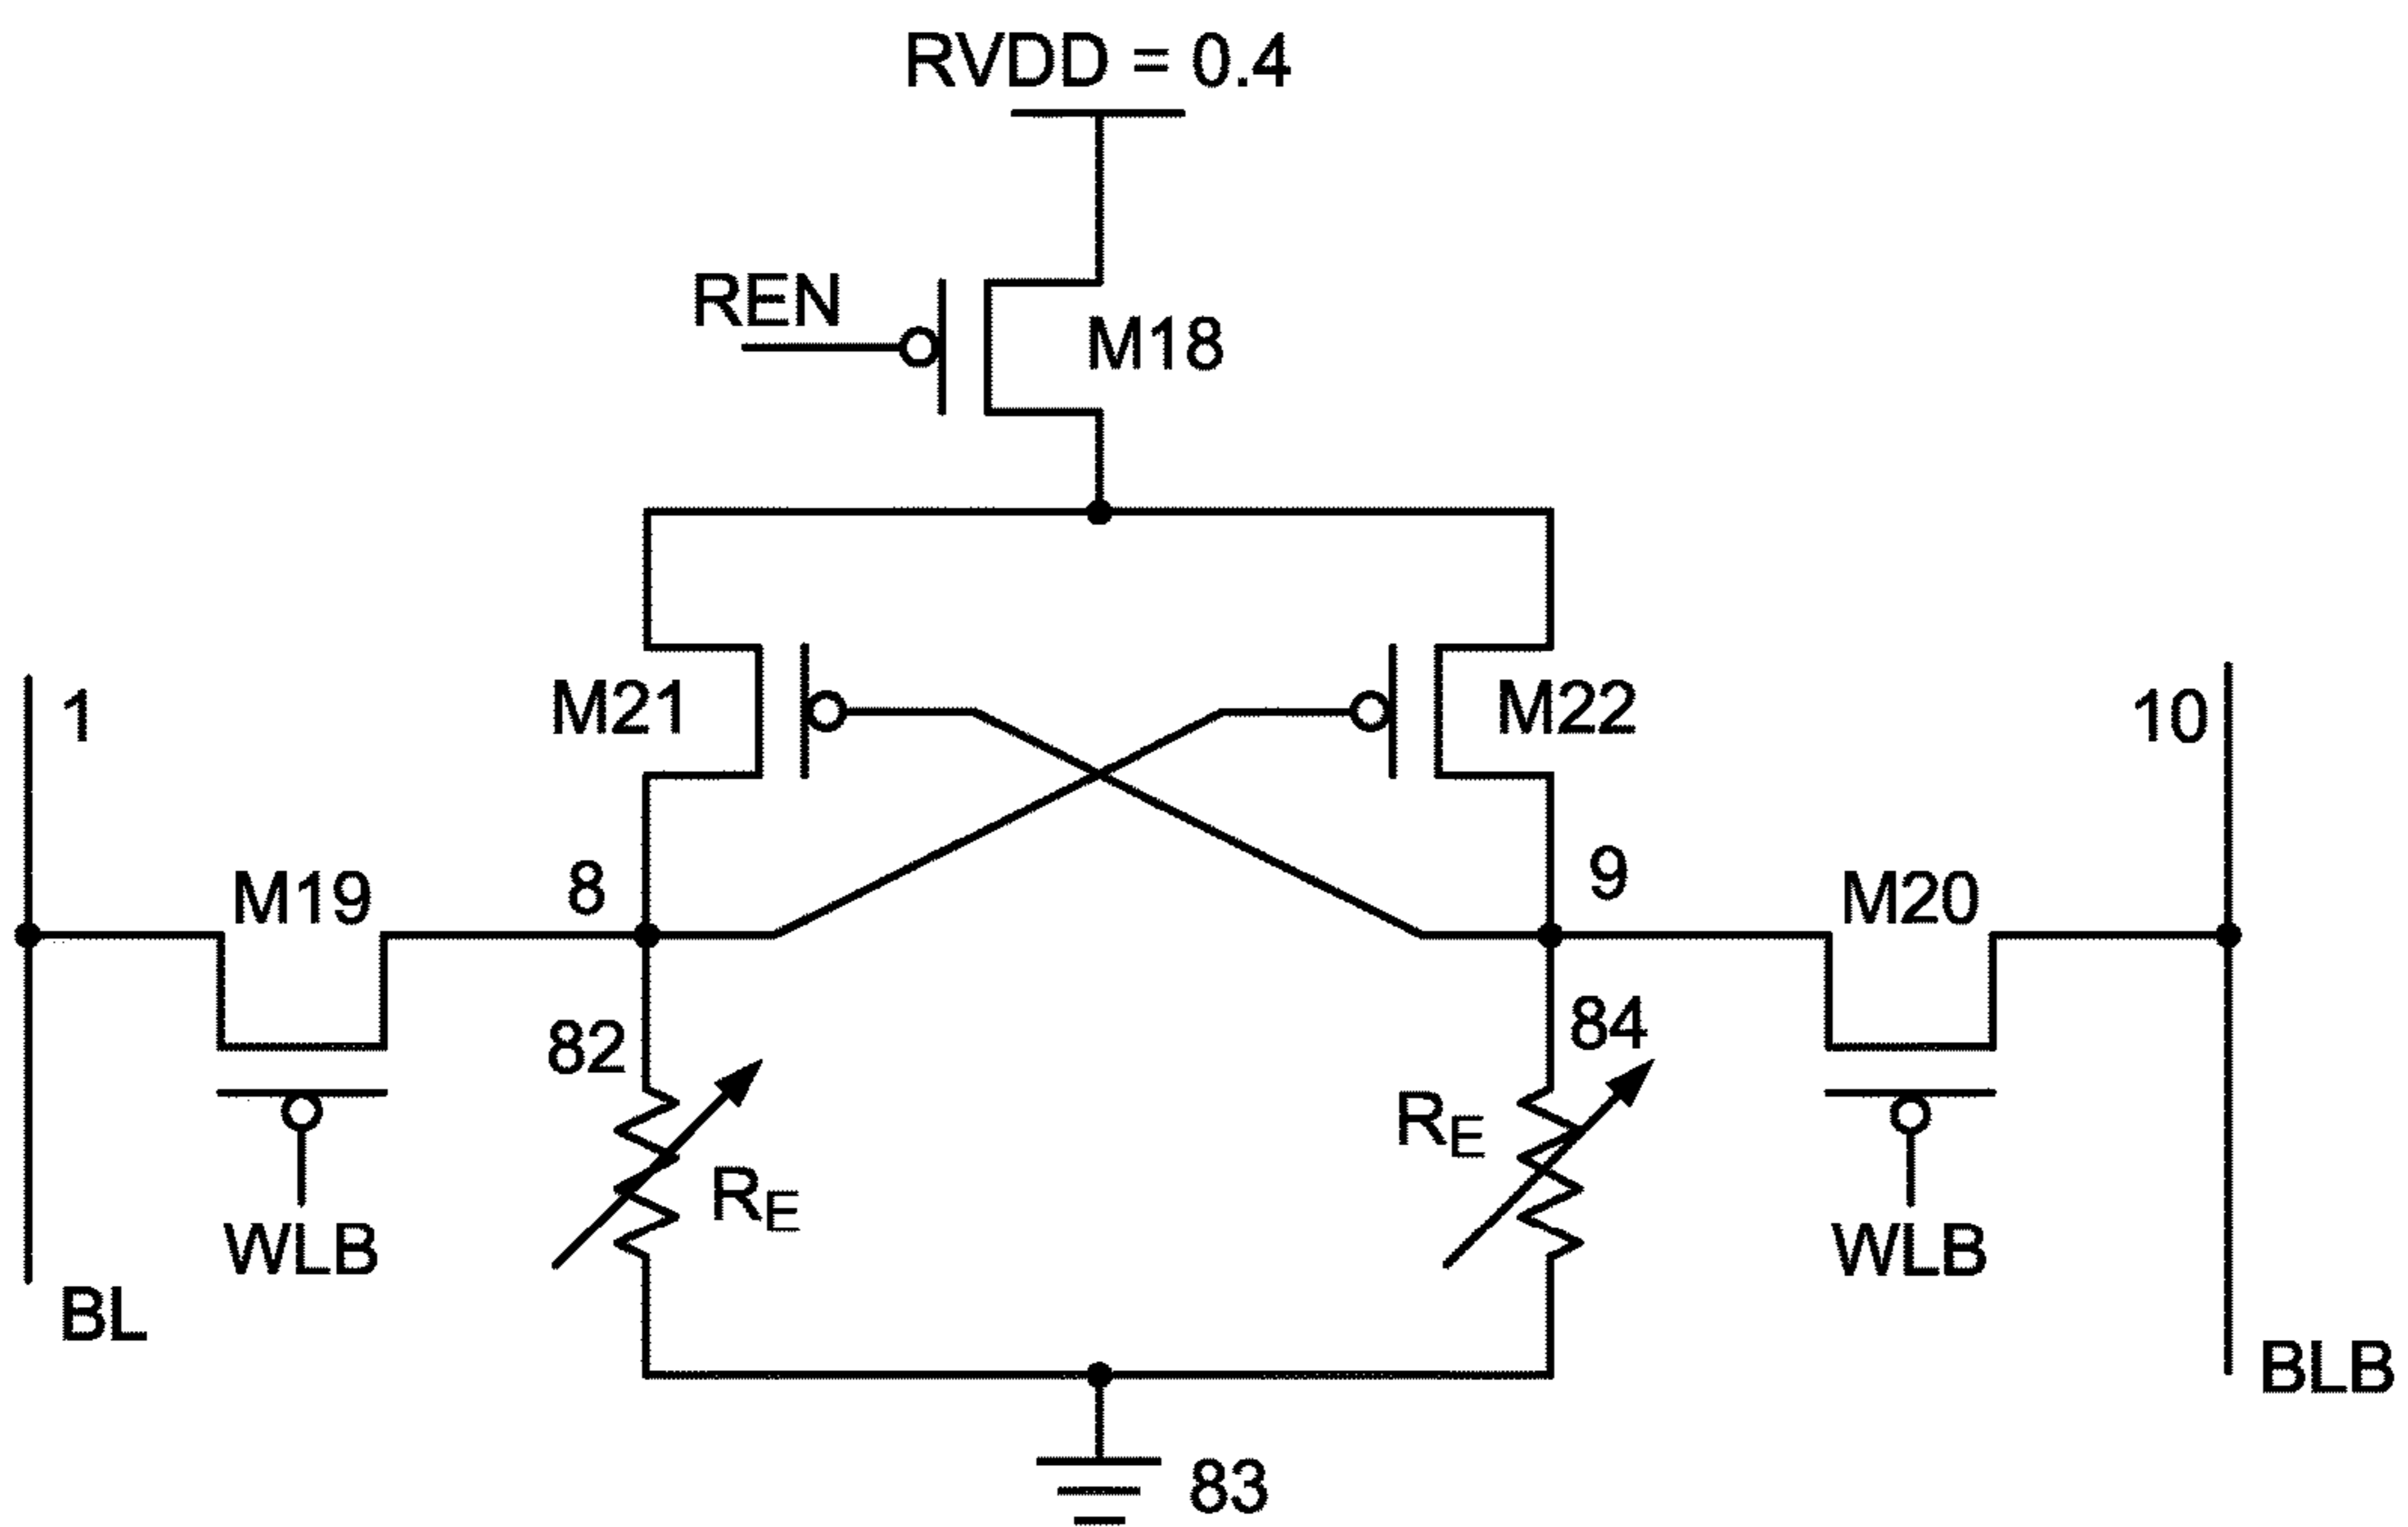 RVDD = 0.4
REN
M18
M21
M22
1
10
M19
8
9
M20
82
84
RE
RE
WLB
WLB
BL
BLB
83